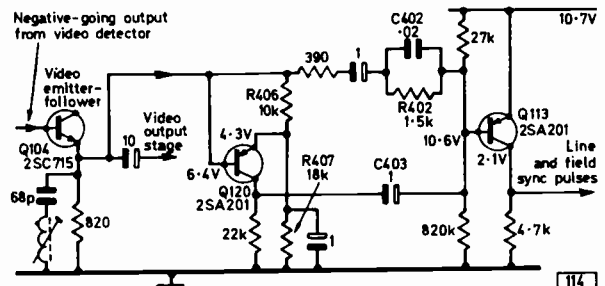 Negative-going output
from video detector
Video
emitter-
follower
Q104
2SC715
68p
820
10
Video
output
stage
4·3V
6·4V
Q120
2SA201
22k
R406
10k
R407
18k
1
390
1
C402
·02
R402
1·5k
C403
1
27k
10·7V
10·6V
Q113
2SA201
2·1V
Line
and field
sync pulses
820k
4·7k
114